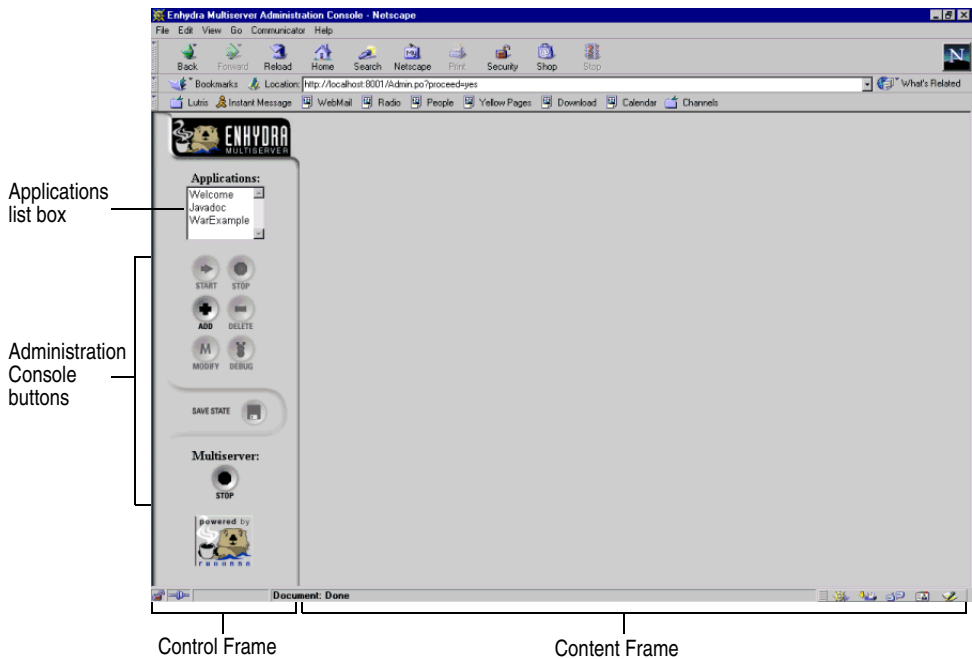 Enhydra Multiserver Administration Console - Netscape
File Edit View Go Communicator Help
Back Forward Reload Home Search Netscape Print Security Shop Stop
N
Bookmarks Location: http://localhost:8001/Admin.po?proceed=yes What's Related
Lutris Instant Message WebMail Radio People Yellow Pages Download Calendar Channels
ENHYDRA
MULTISERVER
Applications:
Welcome
Javadoc
WarExample
Applications
list box
START STOP
ADD DELETE
M
MODIFY DEBUG
Administration
Console
buttons
SAVE STATE
Multiserver:
STOP
powered by
Document: Done
Control Frame
Content Frame